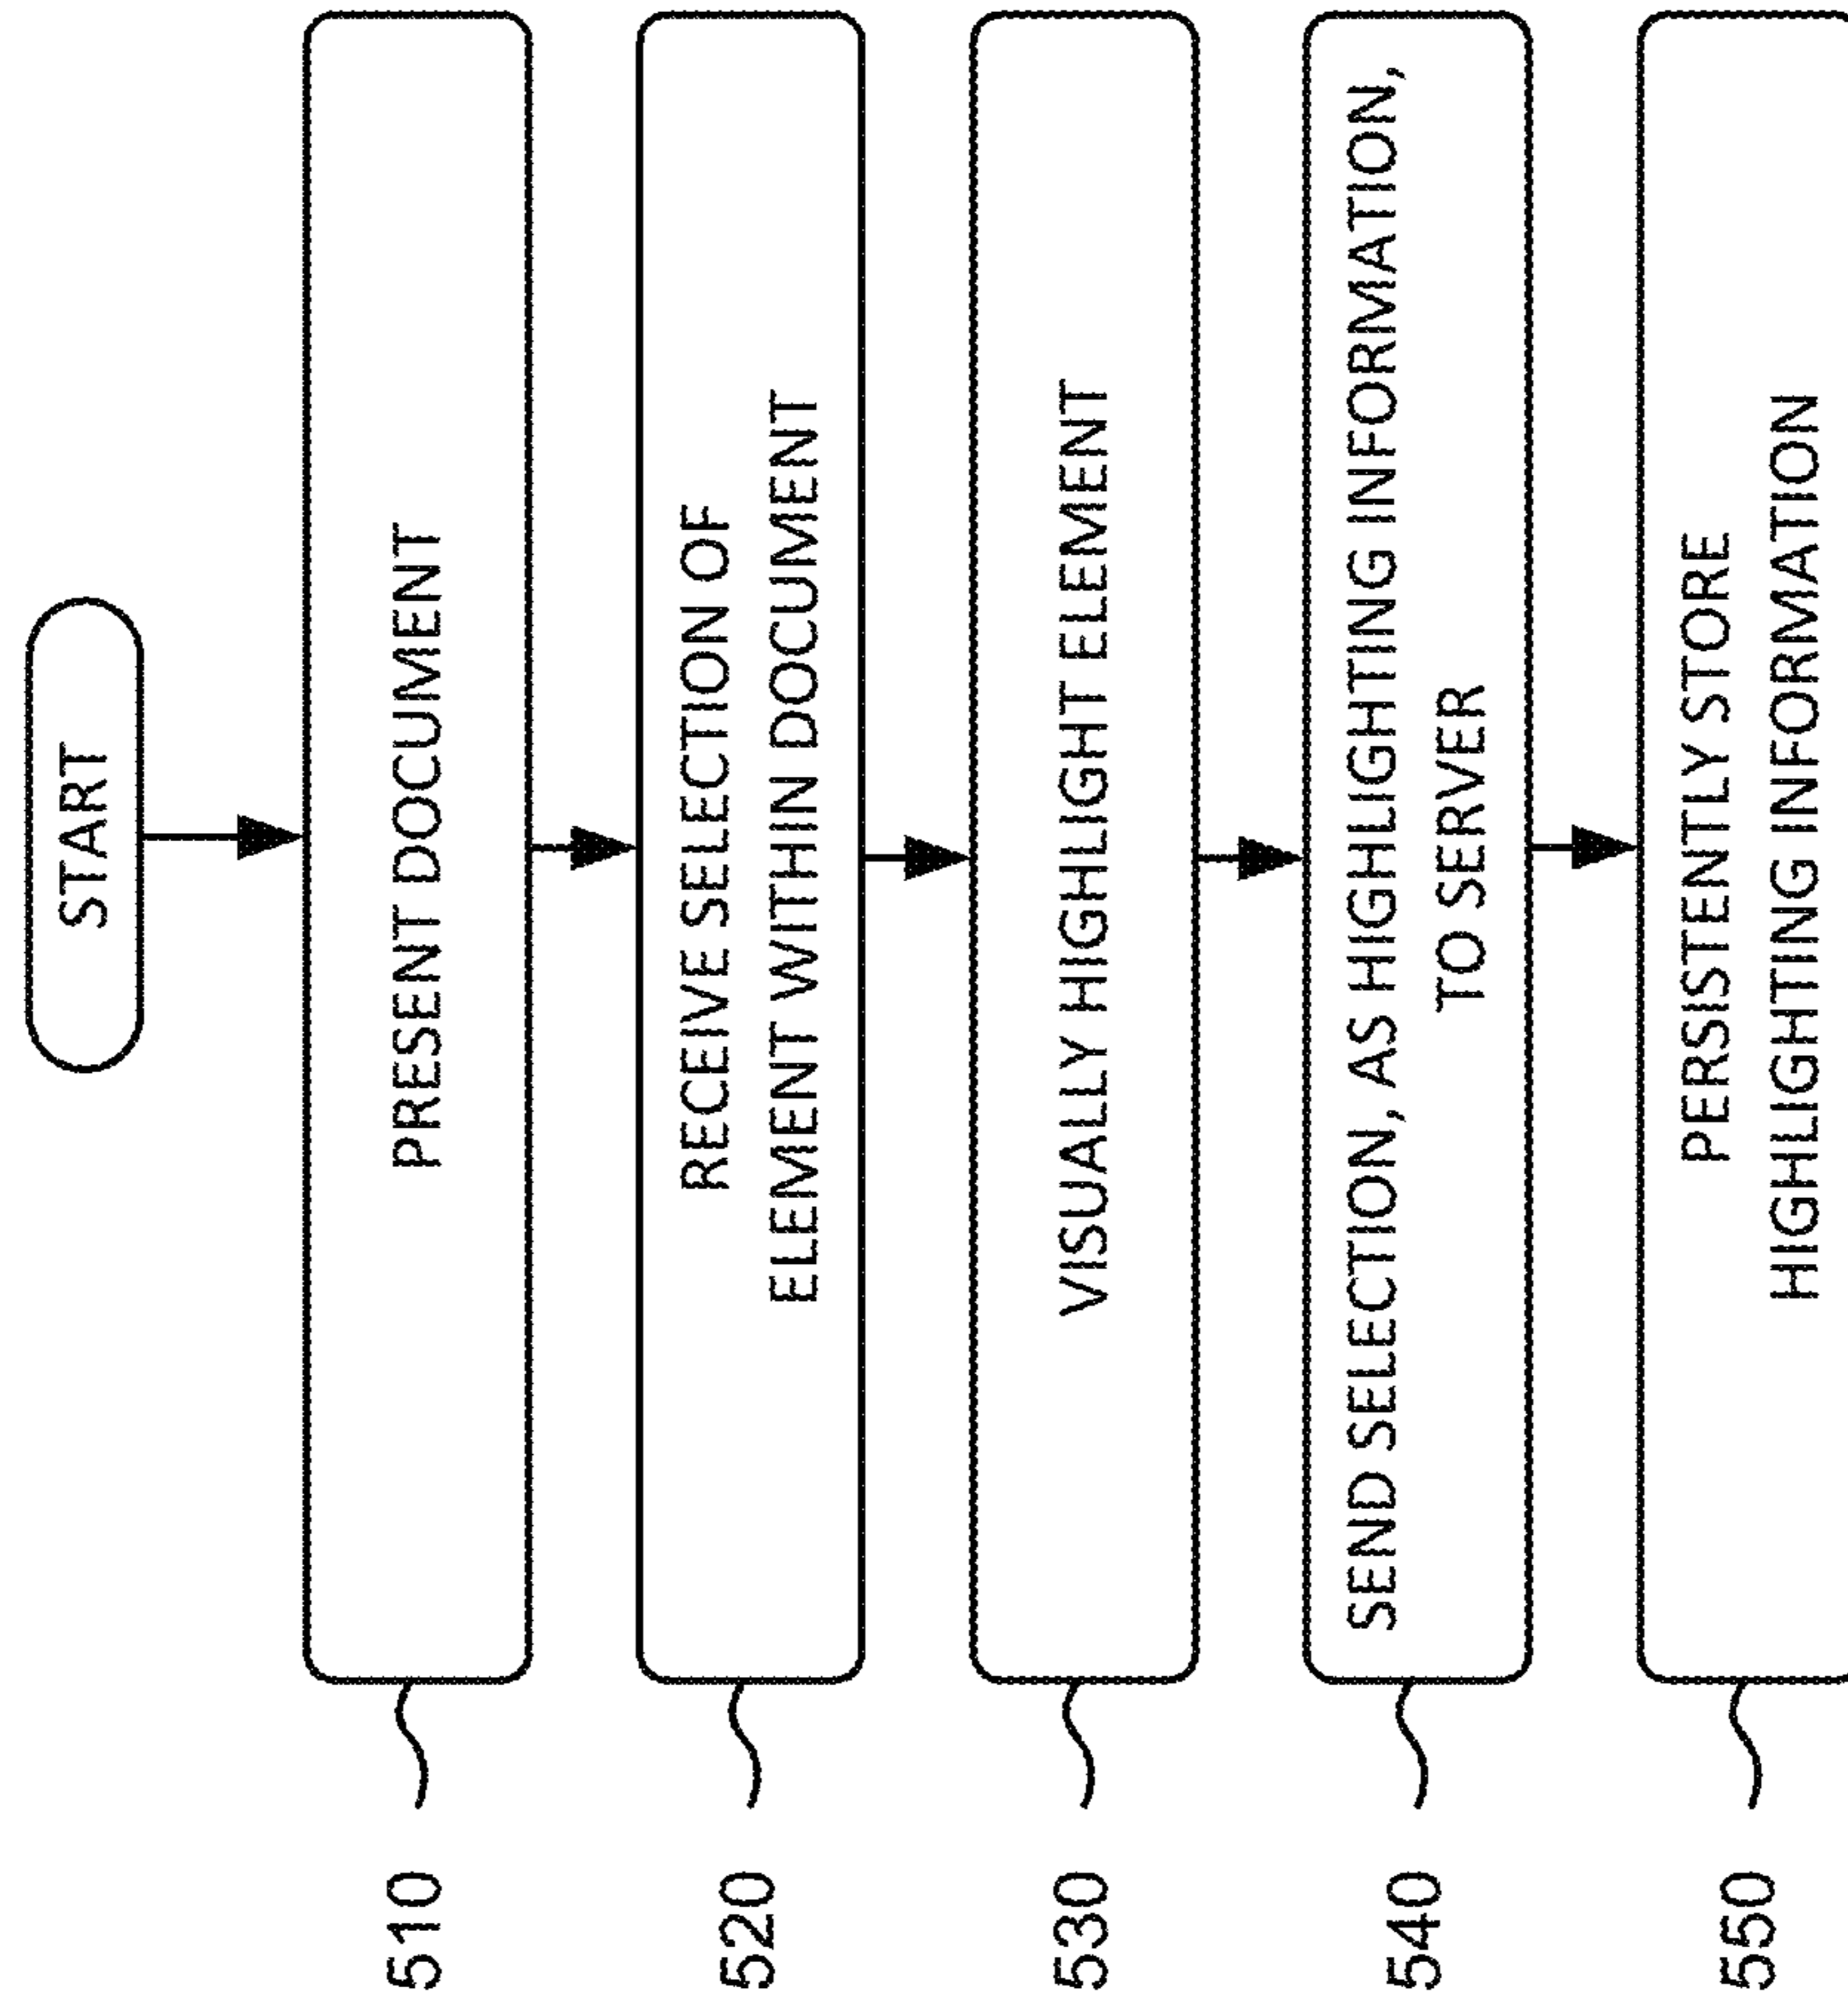 START
510
PRESENT DOCUMENT
520
RECEIVE SELECTION OF
ELEMENT WITHIN DOCUMENT
530
VISUALLY HIGHLIGHT ELEMENT
540
SEND SELECTION, AS HIGHLIGHTING INFORMATION,
TO SERVER
550
PERSISTENTLY STORE
HIGHLIGHTING INFORMATION